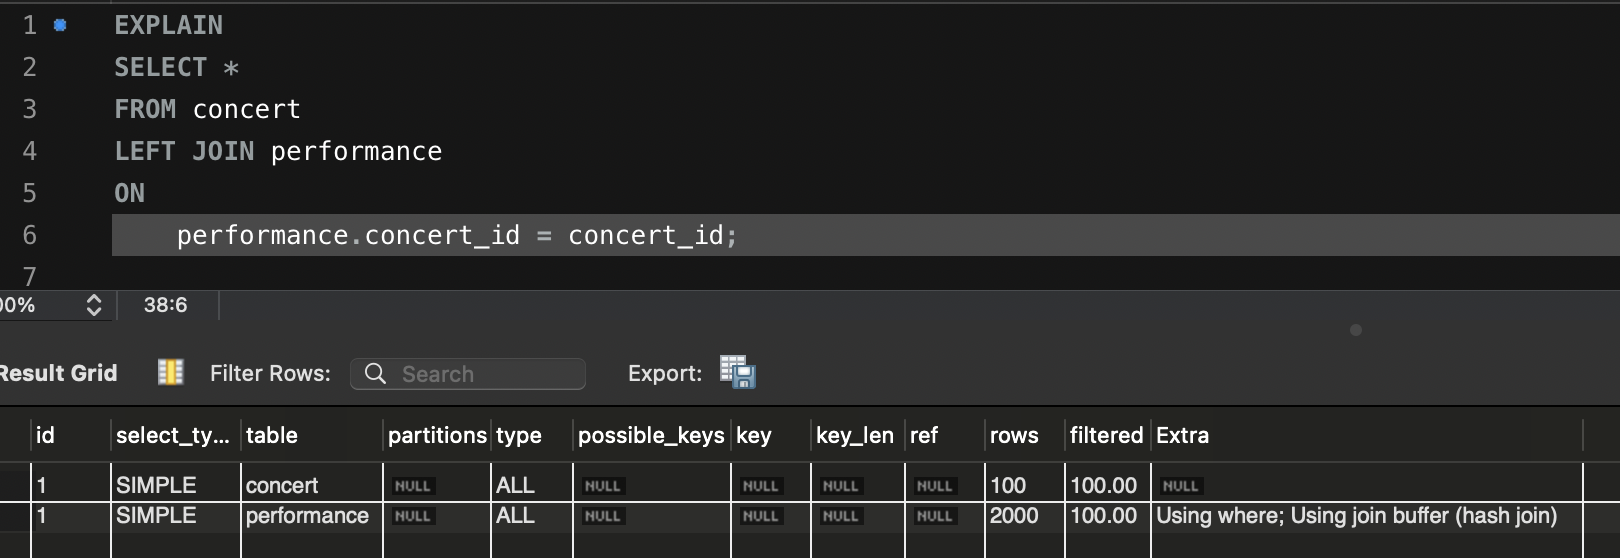 1 EXPLAIN
2 SELECT *
3 FROM concert
4 LEFT JOIN performance
5 ON
6 performance.concert_id = concert_id;
7
00% 38:6
Result Grid Filter Rows: Search Export:
id select_ty... table partitions type possible_keys key key_len ref rows filtered Extra
1 SIMPLE concert NULL ALL NULL NULL NULL NULL 100 100.00 NULL
1 SIMPLE performance NULL ALL NULL NULL NULL NULL 2000 100.00 Using where; Using join buffer (hash join)